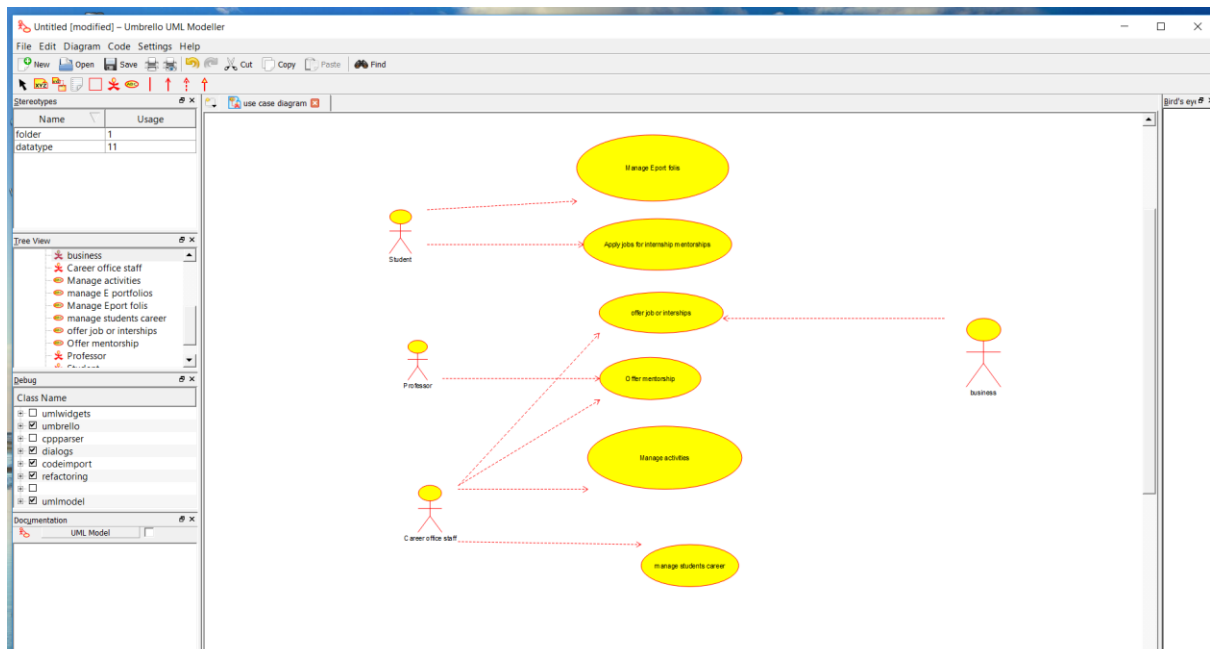 Untitled [modified] – Umbrello UML Modeller
File Edit Diagram Code Settings Help
New Open Save Cut Copy Paste Find
Stereotypes
Name Usage
folder 1
datatype 11
Tree View
business
Career office staff
Manage activities
manage E portfolios
Manage Eport folis
manage students career
offer job or interships
Offer mentorship
Professor
Student
Debug
Class Name
umlwidgets
umbrello
cppparser
dialogs
codeimport
refactoring
umlmodel
Documentation
UML Model
use case diagram
Manage Eport folis
Student
Apply jobs for internship mentorships
offer job or interships
Professor
Offer mentorship
business
Manage activities
Career office staff
manage students career
Bird's ey